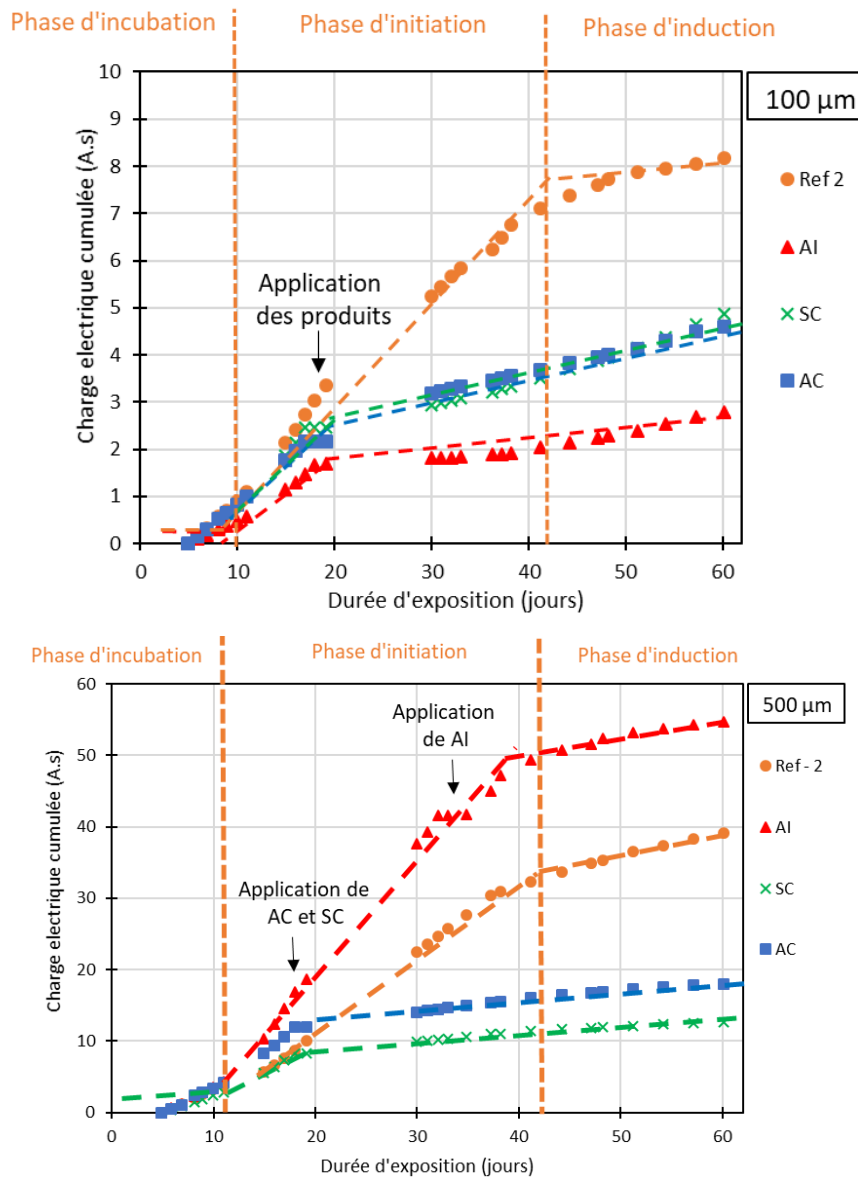 Phase d'incubation Phase d'initiation Phase d'induction
100 µm
Charge electrique cumulée (A.s)
10
9
8
7
6
5
4
3
2
1
0
Application
des produits
Ref 2
AI
SC
AC
0 10 20 30 40 50 60
Durée d'exposition (jours)
Phase d'incubation Phase d'initiation Phase d'induction
500 µm
Charge electrique cumulée (A.s)
60
50
40
30
20
10
0
Application
de AI
Application de
AC et SC
Ref - 2
AI
SC
AC
0 10 20 30 40 50 60
Durée d'exposition (jours)